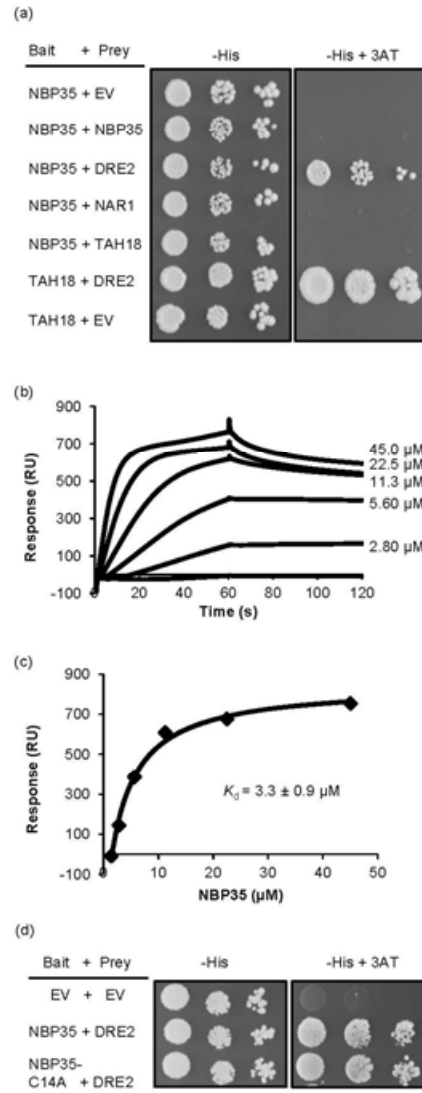 (a)
Bait + Prey -His -His + 3AT
NBP35 + EV
NBP35 + NBP35
NBP35 + DRE2
NBP35 + NAR1
NBP35 + TAH18
TAH18 + DRE2
TAH18 + EV
(b)
900
700
500
300
100
-100
Response (RU)
0 20 40 60 80 100 120
Time (s)
45.0 µM
22.5 µM
11.3 µM
5.60 µM
2.80 µM
(c)
900
700
500
300
100
-100
Response (RU)
Kd = 3.3 ± 0.9 µM
0 10 20 30 40 50
NBP35 (µM)
(d)
Bait + Prey -His -His + 3AT
EV + EV
NBP35 + DRE2
NBP35-
C14A + DRE2